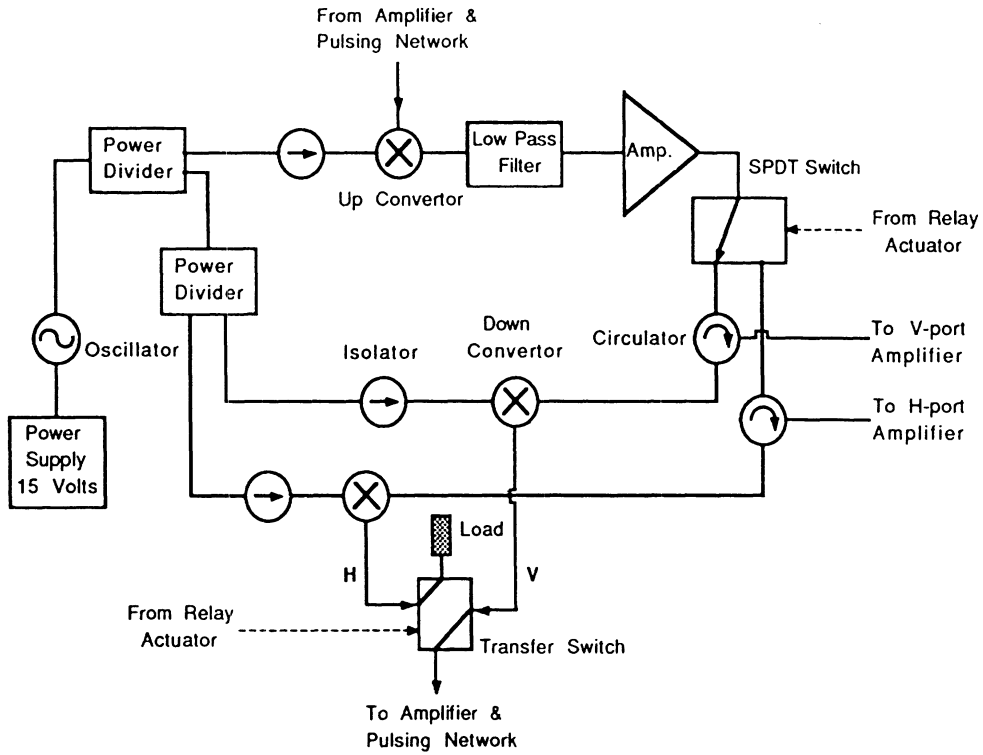 From Amplifier &
Pulsing Network
Power
Divider
Low Pass
Filter
Amp.
SPDT Switch
Up Convertor
From Relay
Actuator
Power
Divider
Oscillator
Isolator
Down
Convertor
Circulator
To V-port
Amplifier
To H-port
Amplifier
Power
Supply
15 Volts
Load
H
V
From Relay
Actuator
Transfer Switch
To Amplifier &
Pulsing Network